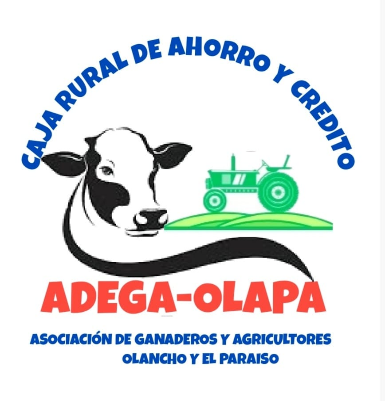 CAJA RURAL DE AHORRO Y CREDITO
ADEGA-OLAPA
ASOCIACIÓN DE GANADEROS Y AGRICULTORES
OLANCHO Y EL PARAISO